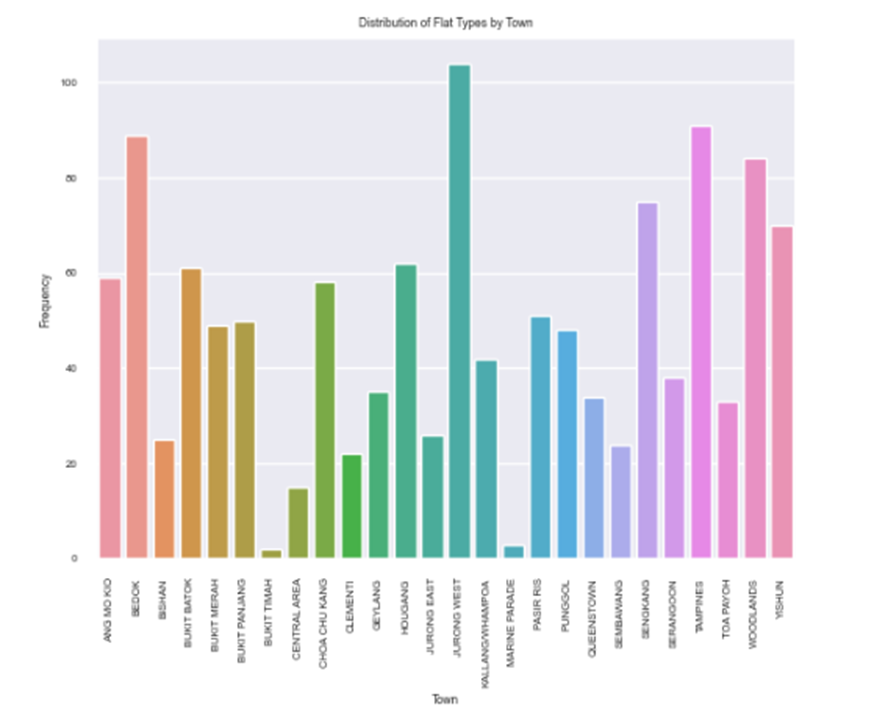 Distribution of Flat Types by Town
100
80
60
40
20
0
Frequency
ANG MO KIO
BEDOK
BISHAN
BUKIT BATOK
BUKIT MERAH
BUKIT PANJANG
BUKIT TIMAH
CENTRAL AREA
CHOA CHU KANG
CLEMENTI
GEYLANG
HOUGANG
JURONG EAST
JURONG WEST
KALLANG/WHAMPOA
MARINE PARADE
PASIR RIS
PUNGGOL
QUEENSTOWN
SEMBAWANG
SENGKANG
SERANGOON
TAMPINES
TOA PAYOH
WOODLANDS
YISHUN
Town